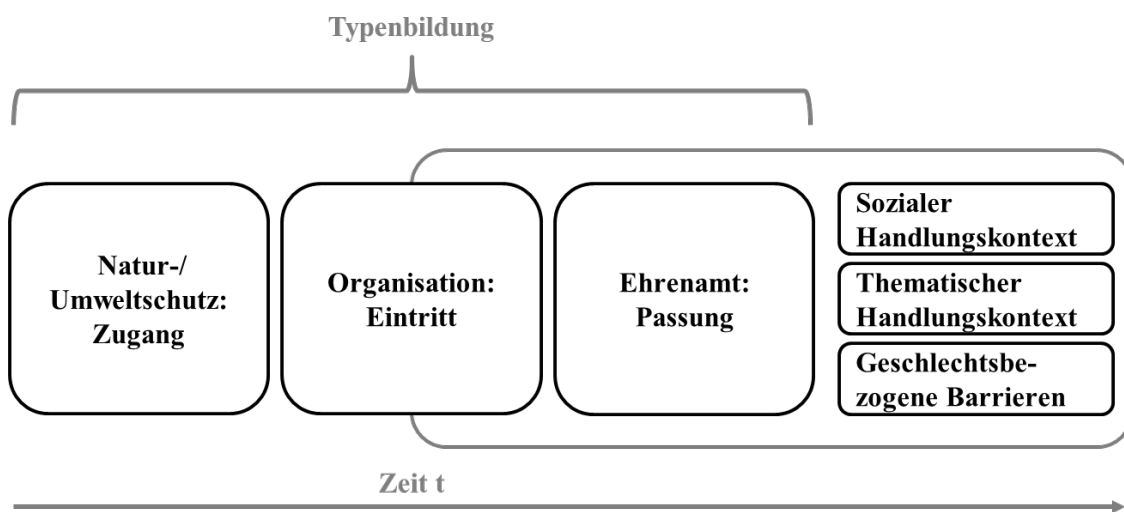 Typenbildung
Natur-/
Umweltschutz:
Zugang
Organisation:
Eintritt
Ehrenamt:
Passung
Sozialer
Handlungskontext
Thematischer
Handlungskontext
Geschlechtsbe-
zogene Barrieren
Zeit t